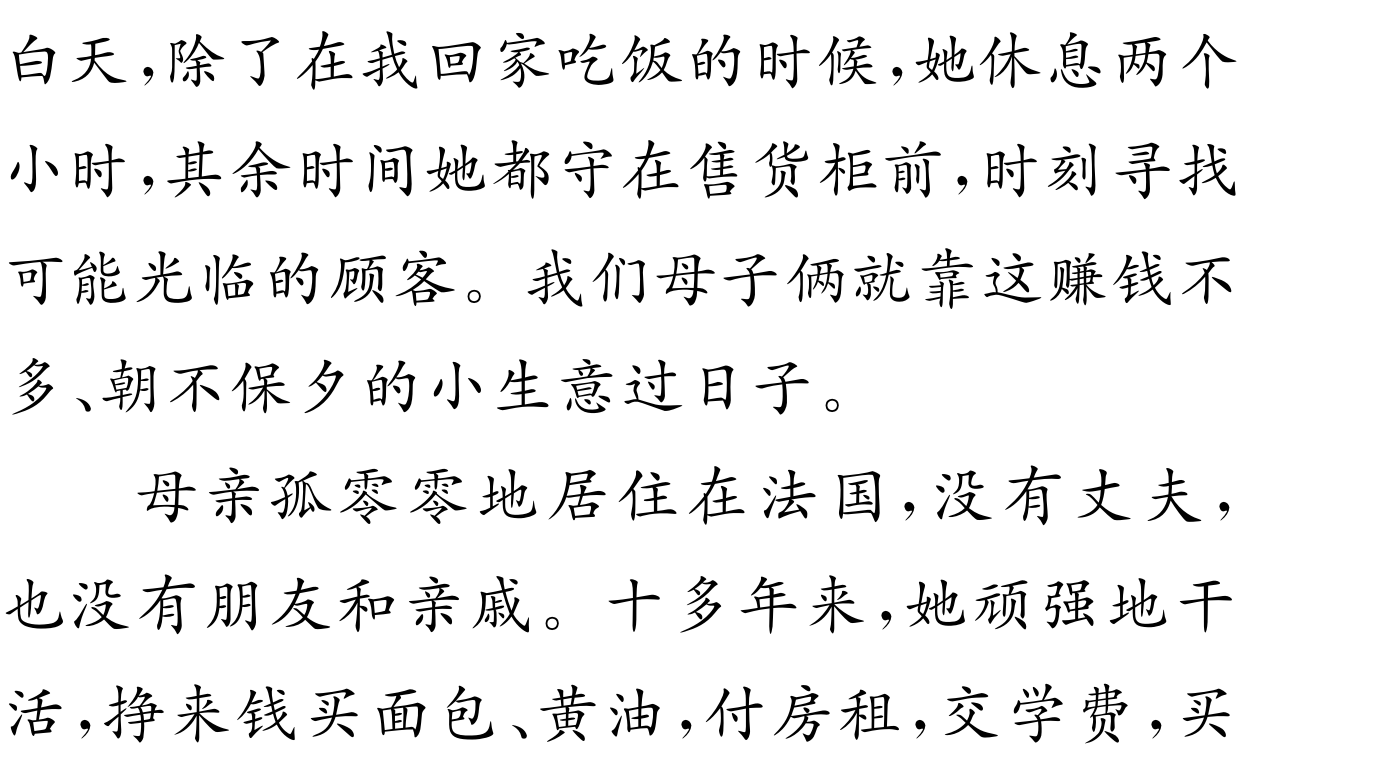 白天,除了在我回家吃饭的时候,她休息两个
小时,其余时间她都守在售货柜前,时刻寻找
可能光临的顾客。我们母子俩就靠这赚钱不
多、朝不保夕的小生意过日子。
母亲孤零零地居住在法国,没有丈夫,
也没有朋友和亲戚。十多年来,她顽强地干
活,挣来钱买面包、黄油,付房租,交学费,买